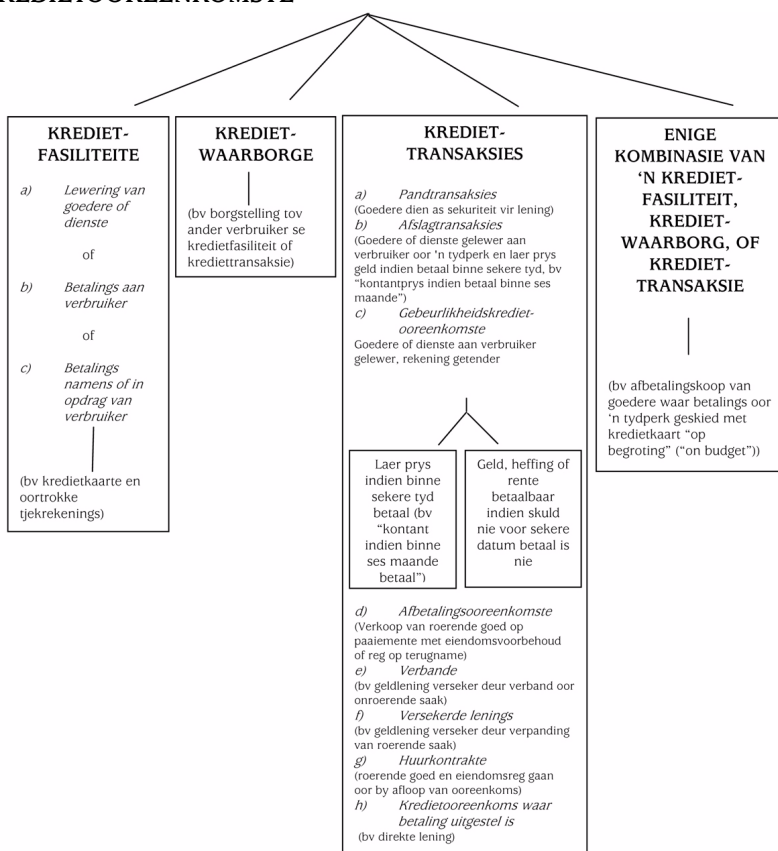 KREDIET-
FASILITEITE
a) Lewering van
goedere of
dienste
of
b) Betalings aan
verbruiker
of
c) Betalings
namens of in
opdrag van
verbruiker
(bv kredietkaarte en
oortrokke
tjekrekenings)
KREDIET-
WAARBORGE
(bv borgstelling tov
ander verbruiker se
kredietfasiliteit of
krediettransaksie)
KREDIET-
TRANSAKSIES
a) Pandtransaksies
(Goedere dien as sekuriteit vir lening)
b) Afslagtransaksies
(Goedere of dienste gelewer aan
verbruiker oor 'n tydperk en laer prys
geld indien betaal binne sekere tyd, bv
"kontantprys indien betaal binne ses
maande")
c) Gebeurlikheidskrediet-
ooreenkomste
Goedere of dienste aan verbruiker
gelewer, rekening getender
Laer prys
indien binne
sekere tyd
betaal (bv
"kontant
indien binne
ses maande
betaal")
Geld, heffing of
rente
betaalbaar
indien skuld
nie voor sekere
datum betaal is
nie
d) Afbetalingsooreenkomste
(Verkoop van roerende goed op
paaiemente met eiendomsvoorbehoud
of reg op terugname)
e) Verbande
(bv geldlening verseker deur verband oor
onroerende saak)
f) Versekerde lenings
(bv geldlening verseker deur verpanding
van roerende saak)
g) Huurkontrakte
(roerende goed en eiendomsreg gaan
oor by afloop van ooreenkoms)
h) Kredietooreenkoms waar
betaling uitgestel is
(bv direkte lening)
ENIGE
KOMBINASIE VAN
'N KREDIET-
FASILITEIT,
KREDIET-
WAARBORG, OF
KREDIET-
TRANSAKSIE
(bv afbetalingskoop van
goedere waar betalings oor
'n tydperk geskied met
kredietkaart "op
begroting" ("on budget"))